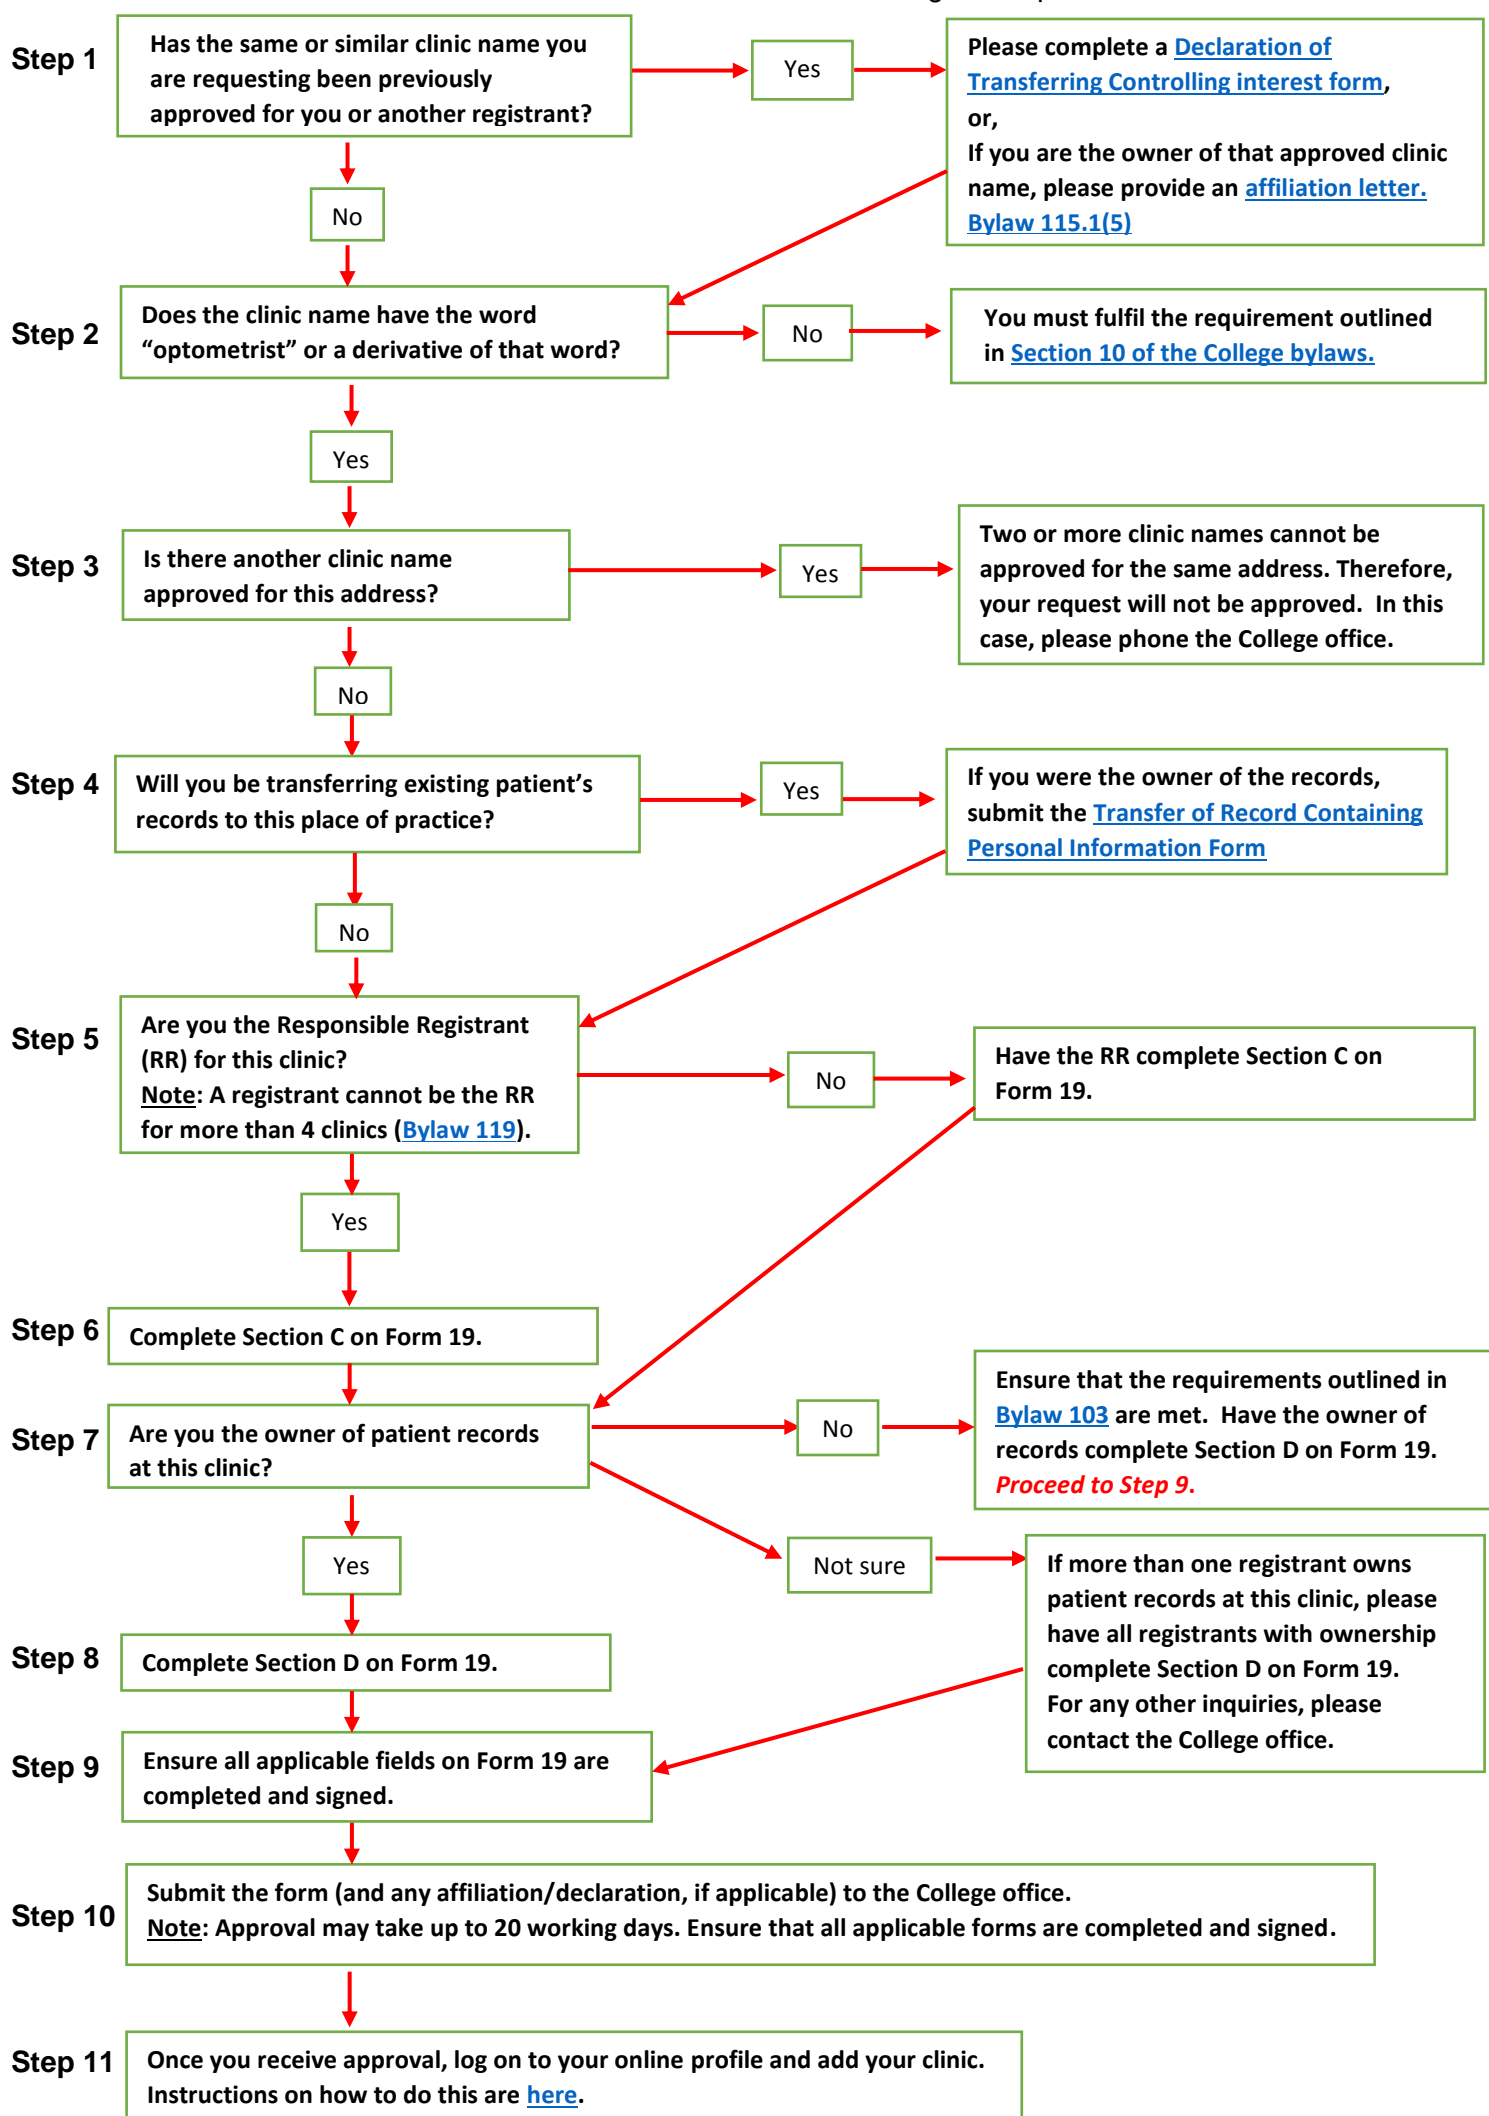 Step 1
Has the same or similar clinic name you
are requesting been previously
approved for you or another registrant?
Yes
Please complete a Declaration of
Transferring Controlling interest form,
or,
If you are the owner of that approved clinic
name, please provide an affiliation letter.
Bylaw 115.1(5)
No
Step 2
Does the clinic name have the word
“optometrist” or a derivative of that word?
No
You must fulfil the requirement outlined
in Section 10 of the College bylaws.
Yes
Step 3
Is there another clinic name
approved for this address?
Yes
Two or more clinic names cannot be
approved for the same address. Therefore,
your request will not be approved. In this
case, please phone the College office.
No
Step 4
Will you be transferring existing patient’s
records to this place of practice?
Yes
If you were the owner of the records,
submit the Transfer of Record Containing
Personal Information Form
No
Step 5
Are you the Responsible Registrant
(RR) for this clinic?
Note: A registrant cannot be the RR
for more than 4 clinics (Bylaw 119).
No
Have the RR complete Section C on
Form 19.
Yes
Step 6
Complete Section C on Form 19.
Step 7
Are you the owner of patient records
at this clinic?
No
Ensure that the requirements outlined in
Bylaw 103 are met. Have the owner of
records complete Section D on Form 19.
Proceed to Step 9.
Not sure
If more than one registrant owns
patient records at this clinic, please
have all registrants with ownership
complete Section D on Form 19.
For any other inquiries, please
contact the College office.
Yes
Step 8
Complete Section D on Form 19.
Step 9
Ensure all applicable fields on Form 19 are
completed and signed.
Step 10
Submit the form (and any affiliation/declaration, if applicable) to the College office.
Note: Approval may take up to 20 working days. Ensure that all applicable forms are completed and signed.
Step 11
Once you receive approval, log on to your online profile and add your clinic.
Instructions on how to do this are here.